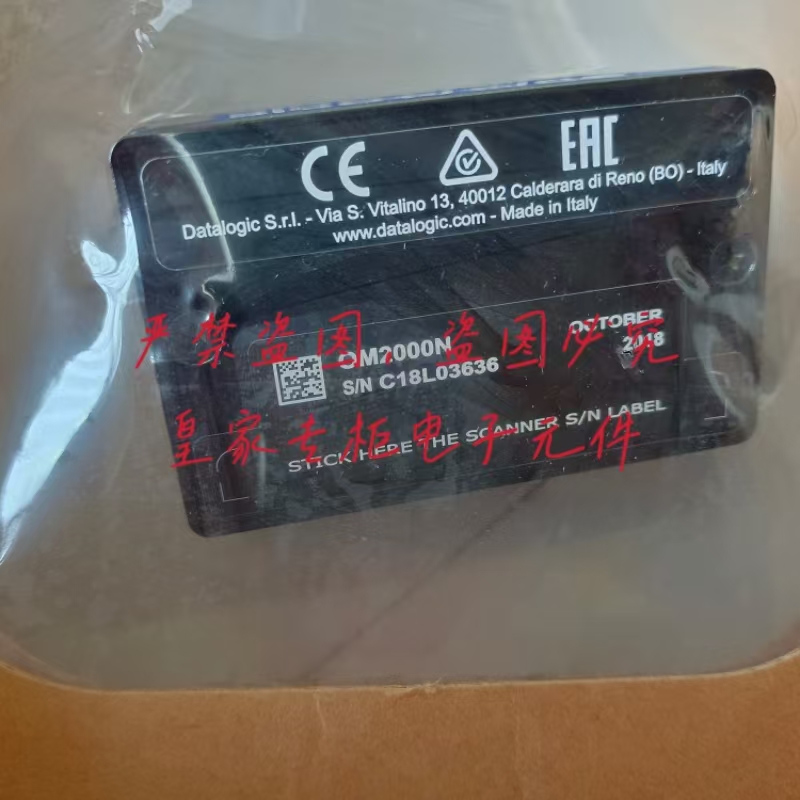 CE EAC
Datalogic S.r.l. - Via S. Vitalino 13, 40012 Calderara di Reno (BO) - Italy
www.datalogic.com - Made in Italy
OCTOBER
2018
严禁盗图，盗图必究
OM2000N
S/N C18L03636
皇家专柜电子元件
STICK HERE THE SCANNER S/N LABEL